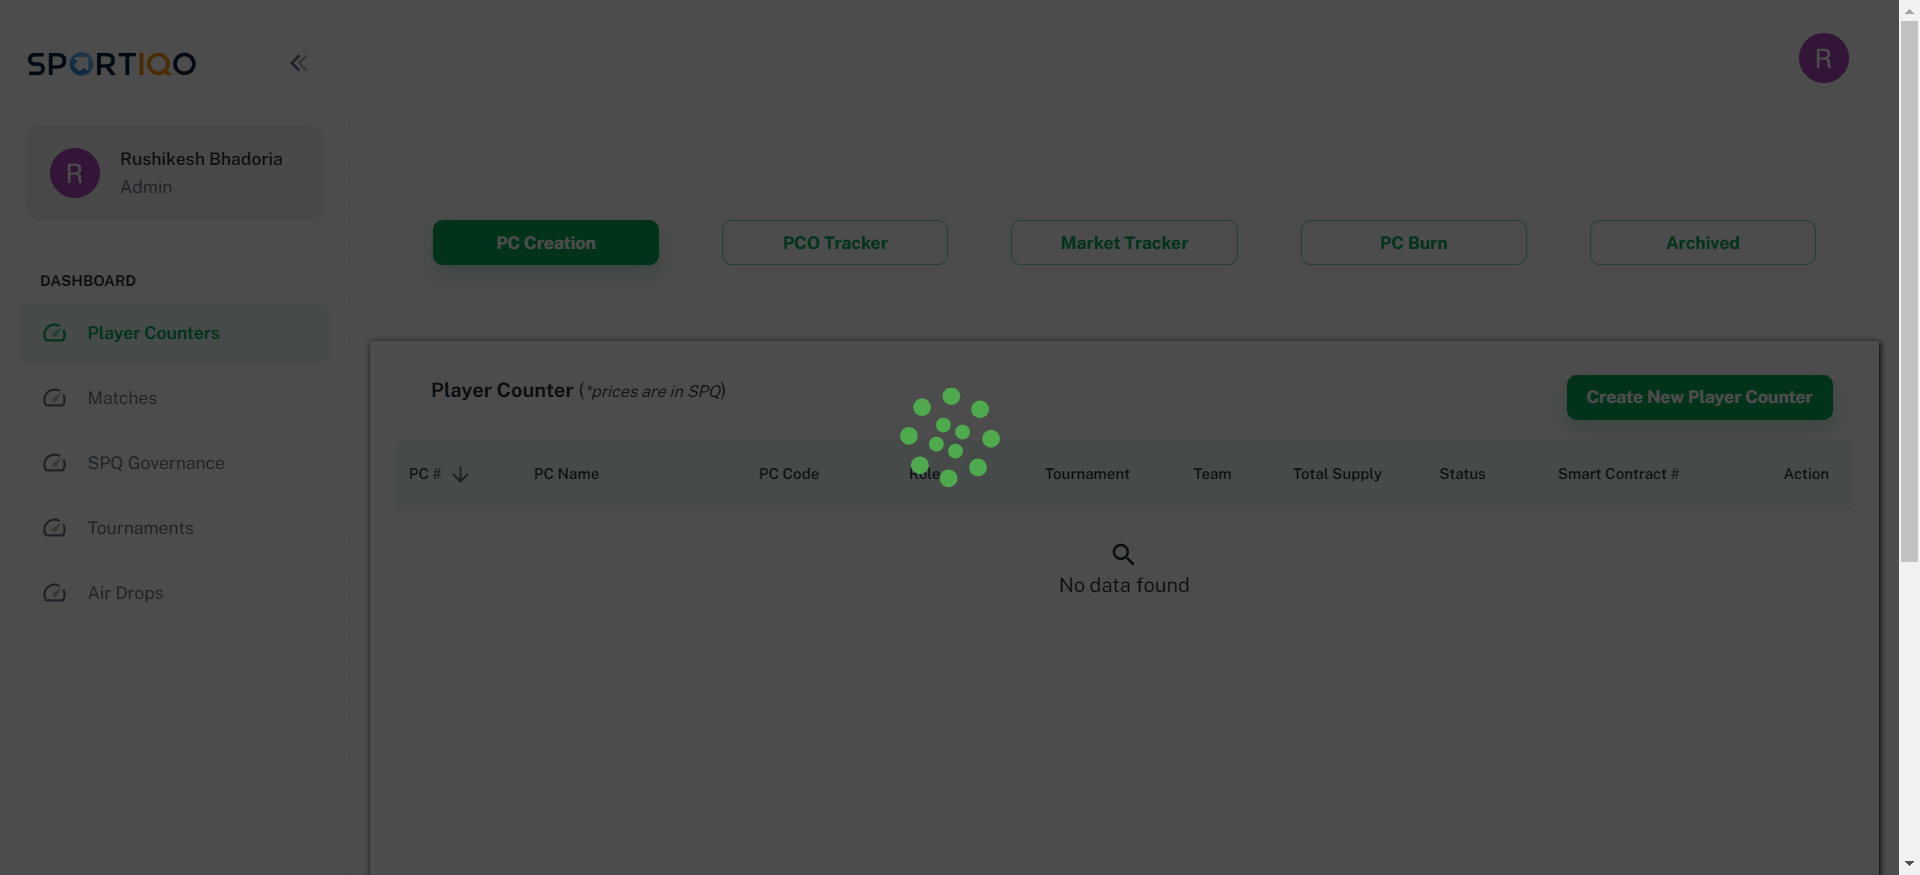 SPORTIQO
R
R
Rushikesh Bhadoria
Admin
PC Creation
PCO Tracker
Market Tracker
PC Burn
Archived
DASHBOARD
Player Counters
Matches
SPQ Governance
Tournaments
Air Drops
Player Counter (*prices are in SPQ)
Create New Player Counter
PC # PC Name PC Code Role Tournament Team Total Supply Status Smart Contract # Action
No data found